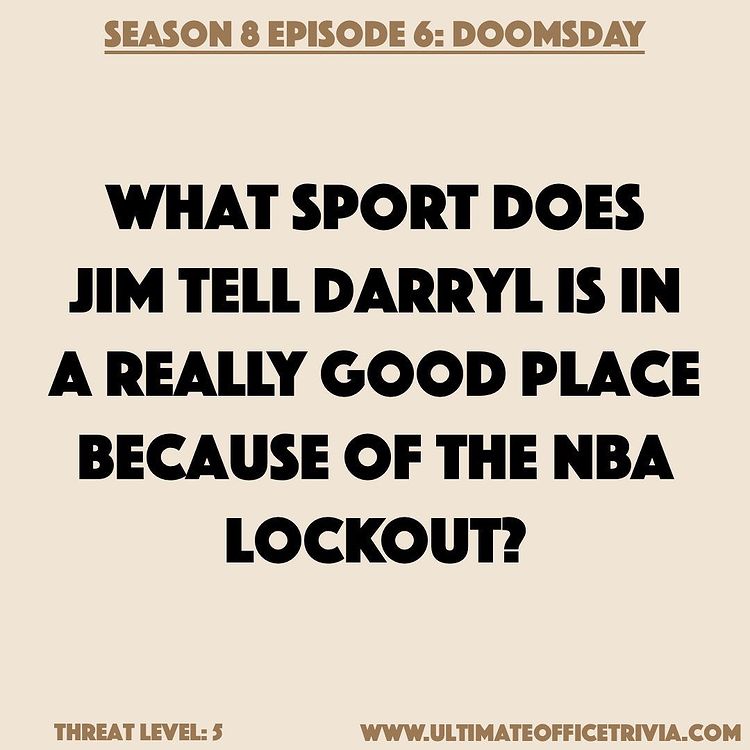 SEASON 8 EPISODE 6: DOOMSDAY
WHAT SPORT DOES
JIM TELL DARRYL IS IN
A REALLY GOOD PLACE
BECAUSE OF THE NBA
LOCKOUT?
THREAT LEVEL: 5
WWW.ULTIMATEOFFICETRIVIA.COM